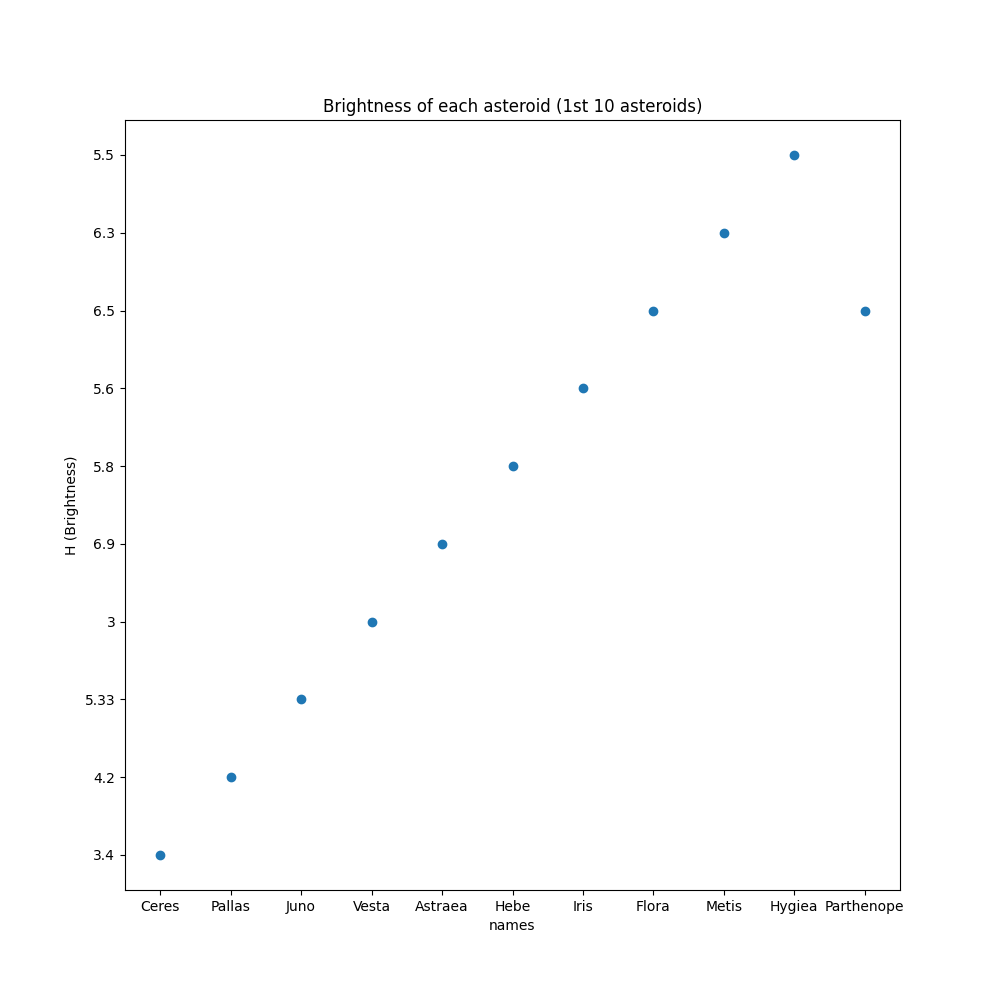 Brightness of each asteroid (1st 10 asteroids)
H (Brightness)
5.5
6.3
6.5
5.6
5.8
6.9
3
5.33
4.2
3.4
Ceres Pallas Juno Vesta Astraea Hebe Iris Flora Metis Hygiea Parthenope
names